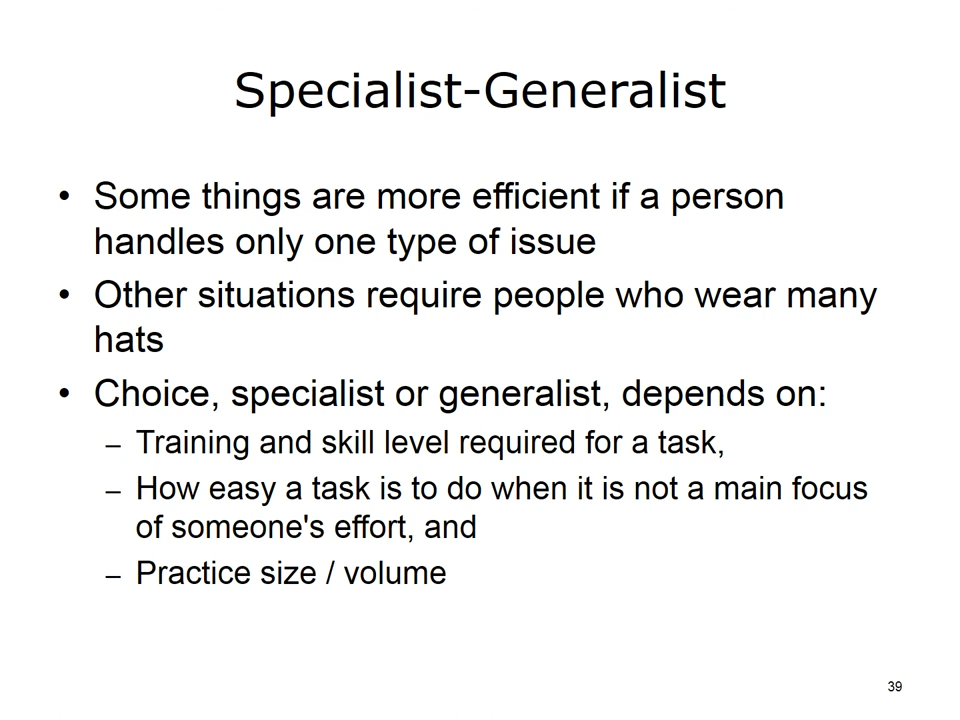 Specialist-Generalist
• Some things are more efficient if a person
handles only one type of issue
• Other situations require people who wear many
hats
• Choice, specialist or generalist, depends on:
– Training and skill level required for a task,
– How easy a task is to do when it is not a main focus
of someone's effort, and
– Practice size / volume
39